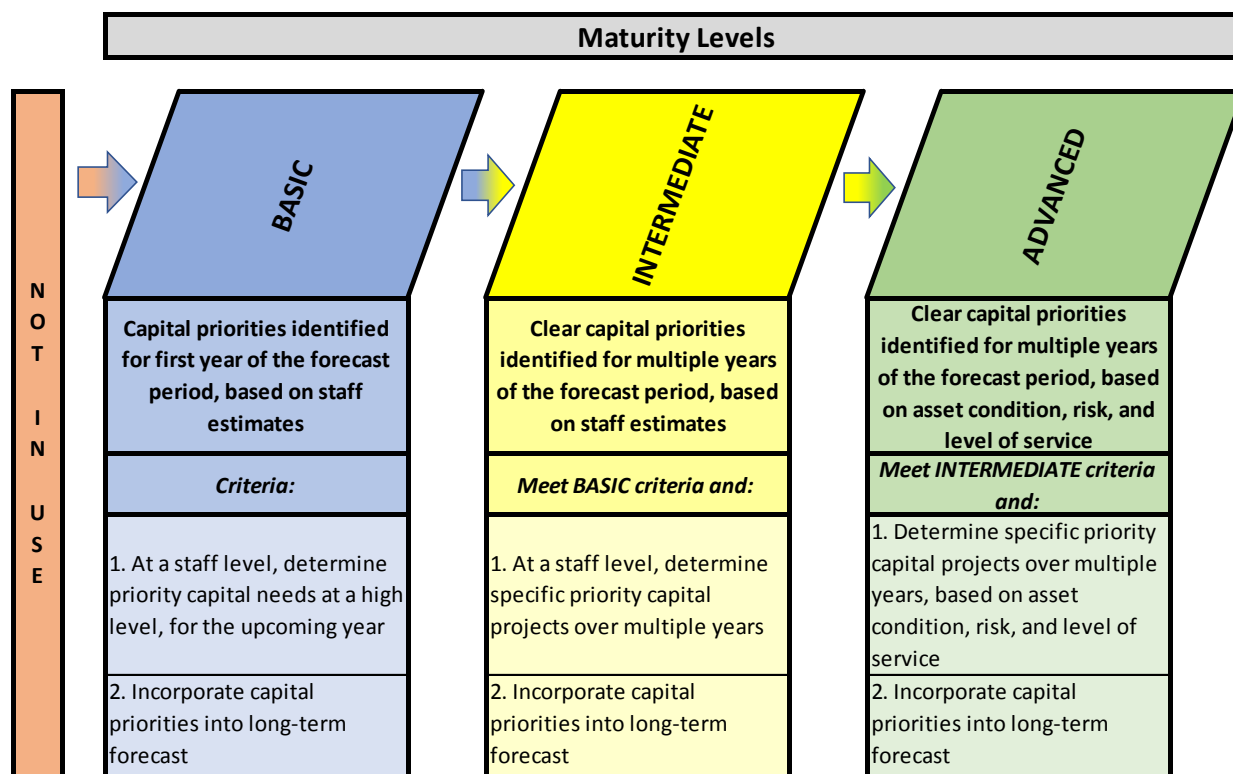 Maturity Levels
NOT IN USE
BASIC
Capital priorities identified
for first year of the forecast
period, based on staff
estimates
Criteria:
1. At a staff level, determine
priority capital needs at a high
level, for the upcoming year
2. Incorporate capital
priorities into long-term
forecast
INTERMEDIATE
Clear capital priorities
identified for multiple years
of the forecast period, based
on staff estimates
Meet BASIC criteria and:
1. At a staff level, determine
specific priority capital
projects over multiple years
2. Incorporate capital
priorities into long-term
forecast
ADVANCED
Clear capital priorities
identified for multiple years
of the forecast period, based
on asset condition, risk, and
level of service
Meet INTERMEDIATE criteria
and:
1. Determine specific priority
capital projects over multiple
years, based on asset
condition, risk, and level of
service
2. Incorporate capital
priorities into long-term
forecast